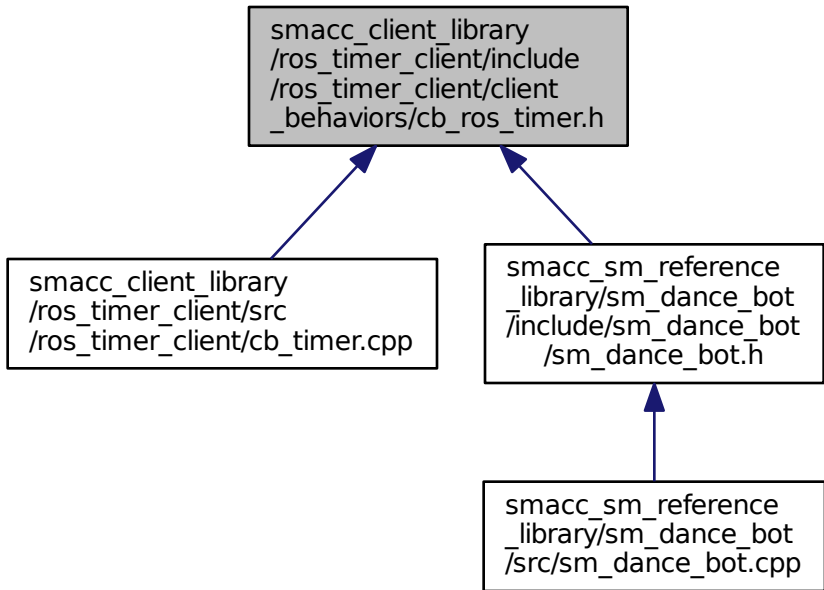 smacc_client_library
/ros_timer_client/include
/ros_timer_client/client
_behaviors/cb_ros_timer.h
smacc_client_library
/ros_timer_client/src
/ros_timer_client/cb_timer.cpp
smacc_sm_reference
_library/sm_dance_bot
/include/sm_dance_bot
/sm_dance_bot.h
smacc_sm_reference
_library/sm_dance_bot
/src/sm_dance_bot.cpp